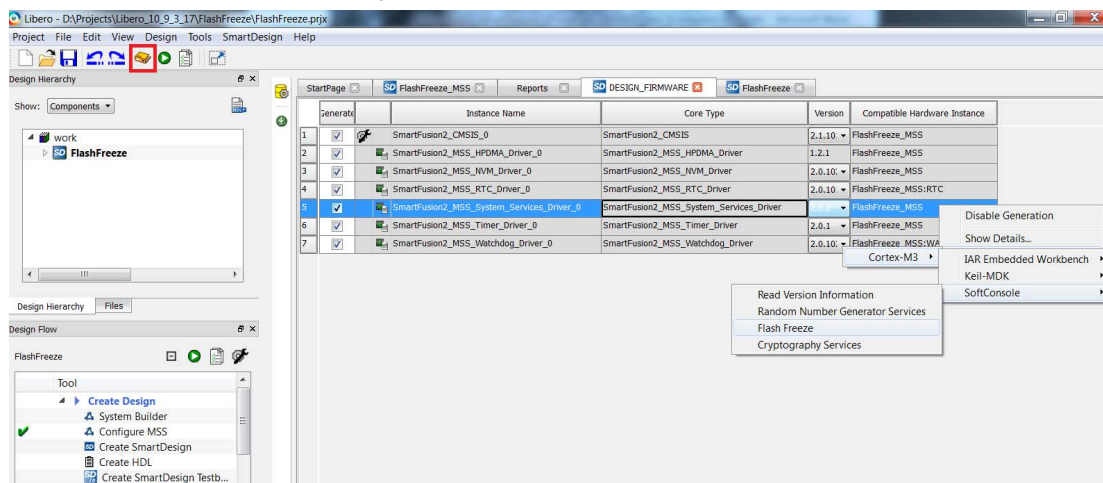 Libero - D:\Projects\Libero_10_9_3_17\FlashFreeze\FlashFreeze.prjx
Project File Edit View Design Tools SmartDesign Help
Design Hierarchy
Show: Components
work
FlashFreeze
Design Hierarchy Files
Design Flow
FlashFreeze
Tool
Create Design
System Builder
Configure MSS
Create SmartDesign
Create HDL
Create SmartDesign Testb...
StartPage FlashFreeze_MSS Reports DESIGN_FIRMWARE FlashFreeze
Generate Instance Name Core Type Version Compatible Hardware Instance
1 SmartFusion2_CMSIS_0 SmartFusion2_CMSIS 2.1.10: FlashFreeze_MSS
2 SmartFusion2_MSS_HPDMA_Driver_0 SmartFusion2_MSS_HPDMA_Driver 1.2.1 FlashFreeze_MSS
3 SmartFusion2_MSS_NVM_Driver_0 SmartFusion2_MSS_NVM_Driver 2.0.10: FlashFreeze_MSS
4 SmartFusion2_MSS_RTC_Driver_0 SmartFusion2_MSS_RTC_Driver 2.0.10: FlashFreeze_MSS:RTC
5 SmartFusion2_MSS_System_Services_Driver_0 SmartFusion2_MSS_System_Services_Driver FlashFreeze_MSS
6 SmartFusion2_MSS_Timer_Driver_0 SmartFusion2_MSS_Timer_Driver 2.0.1 FlashFreeze_MSS
7 SmartFusion2_MSS_Watchdog_Driver_0 SmartFusion2_MSS_Watchdog_Driver 2.0.10: FlashFreeze_MSS:WA
Disable Generation
Show Details...
IAR Embedded Workbench
Keil-MDK
SoftConsole
Cortex-M3
Read Version Information
Random Number Generator Services
Flash Freeze
Cryptography Services